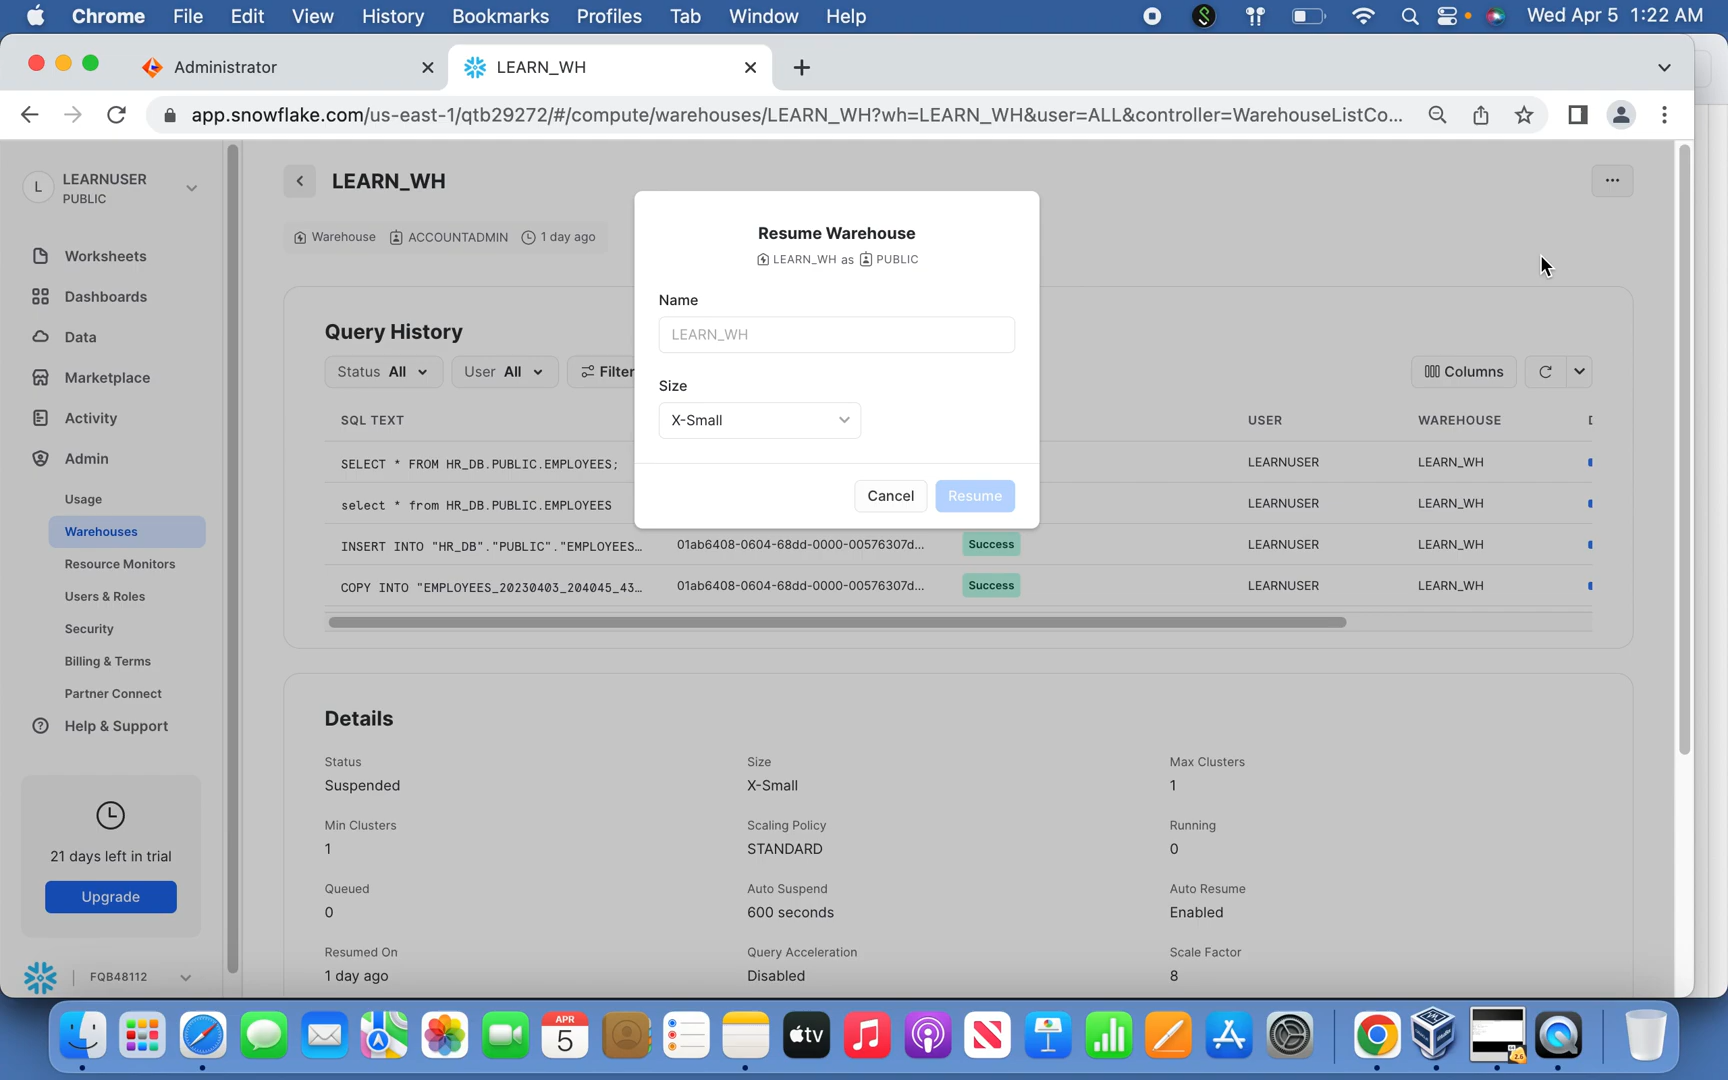 Chrome File Edit View History Bookmarks Profiles Tab Window Help Wed Apr 5 1:22 AM
Administrator LEARN_WH
app.snowflake.com/us-east-1/qtb29272/#/compute/warehouses/LEARN_WH?wh=LEARN_WH&user=ALL&controller=WarehouseListCo...
L LEARNUSER
PUBLIC
Worksheets
Dashboards
Data
Marketplace
Activity
Admin
Usage
Warehouses
Resource Monitors
Users & Roles
Security
Billing & Terms
Partner Connect
Help & Support
21 days left in trial
Upgrade
FQB48112
LEARN_WH
Warehouse ACCOUNTADMIN 1 day ago
Resume Warehouse
LEARN_WH as PUBLIC
Name
LEARN_WH
Size
X-Small
Cancel Resume
Query History
Status All User All Filter Columns
SQL TEXT USER WAREHOUSE
SELECT * FROM HR_DB.PUBLIC.EMPLOYEES; LEARNUSER LEARN_WH
select * from HR_DB.PUBLIC.EMPLOYEES LEARNUSER LEARN_WH
INSERT INTO "HR_DB"."PUBLIC"."EMPLOYEES... 01ab6408-0604-68dd-0000-00576307d... Success LEARNUSER LEARN_WH
COPY INTO "EMPLOYEES_20230403_204045_43... 01ab6408-0604-68dd-0000-00576307d... Success LEARNUSER LEARN_WH
Details
Status Size Max Clusters
Suspended X-Small 1
Min Clusters Scaling Policy Running
1 STANDARD 0
Queued Auto Suspend Auto Resume
0 600 seconds Enabled
Resumed On Query Acceleration Scale Factor
1 day ago Disabled 8
APR
5
tv